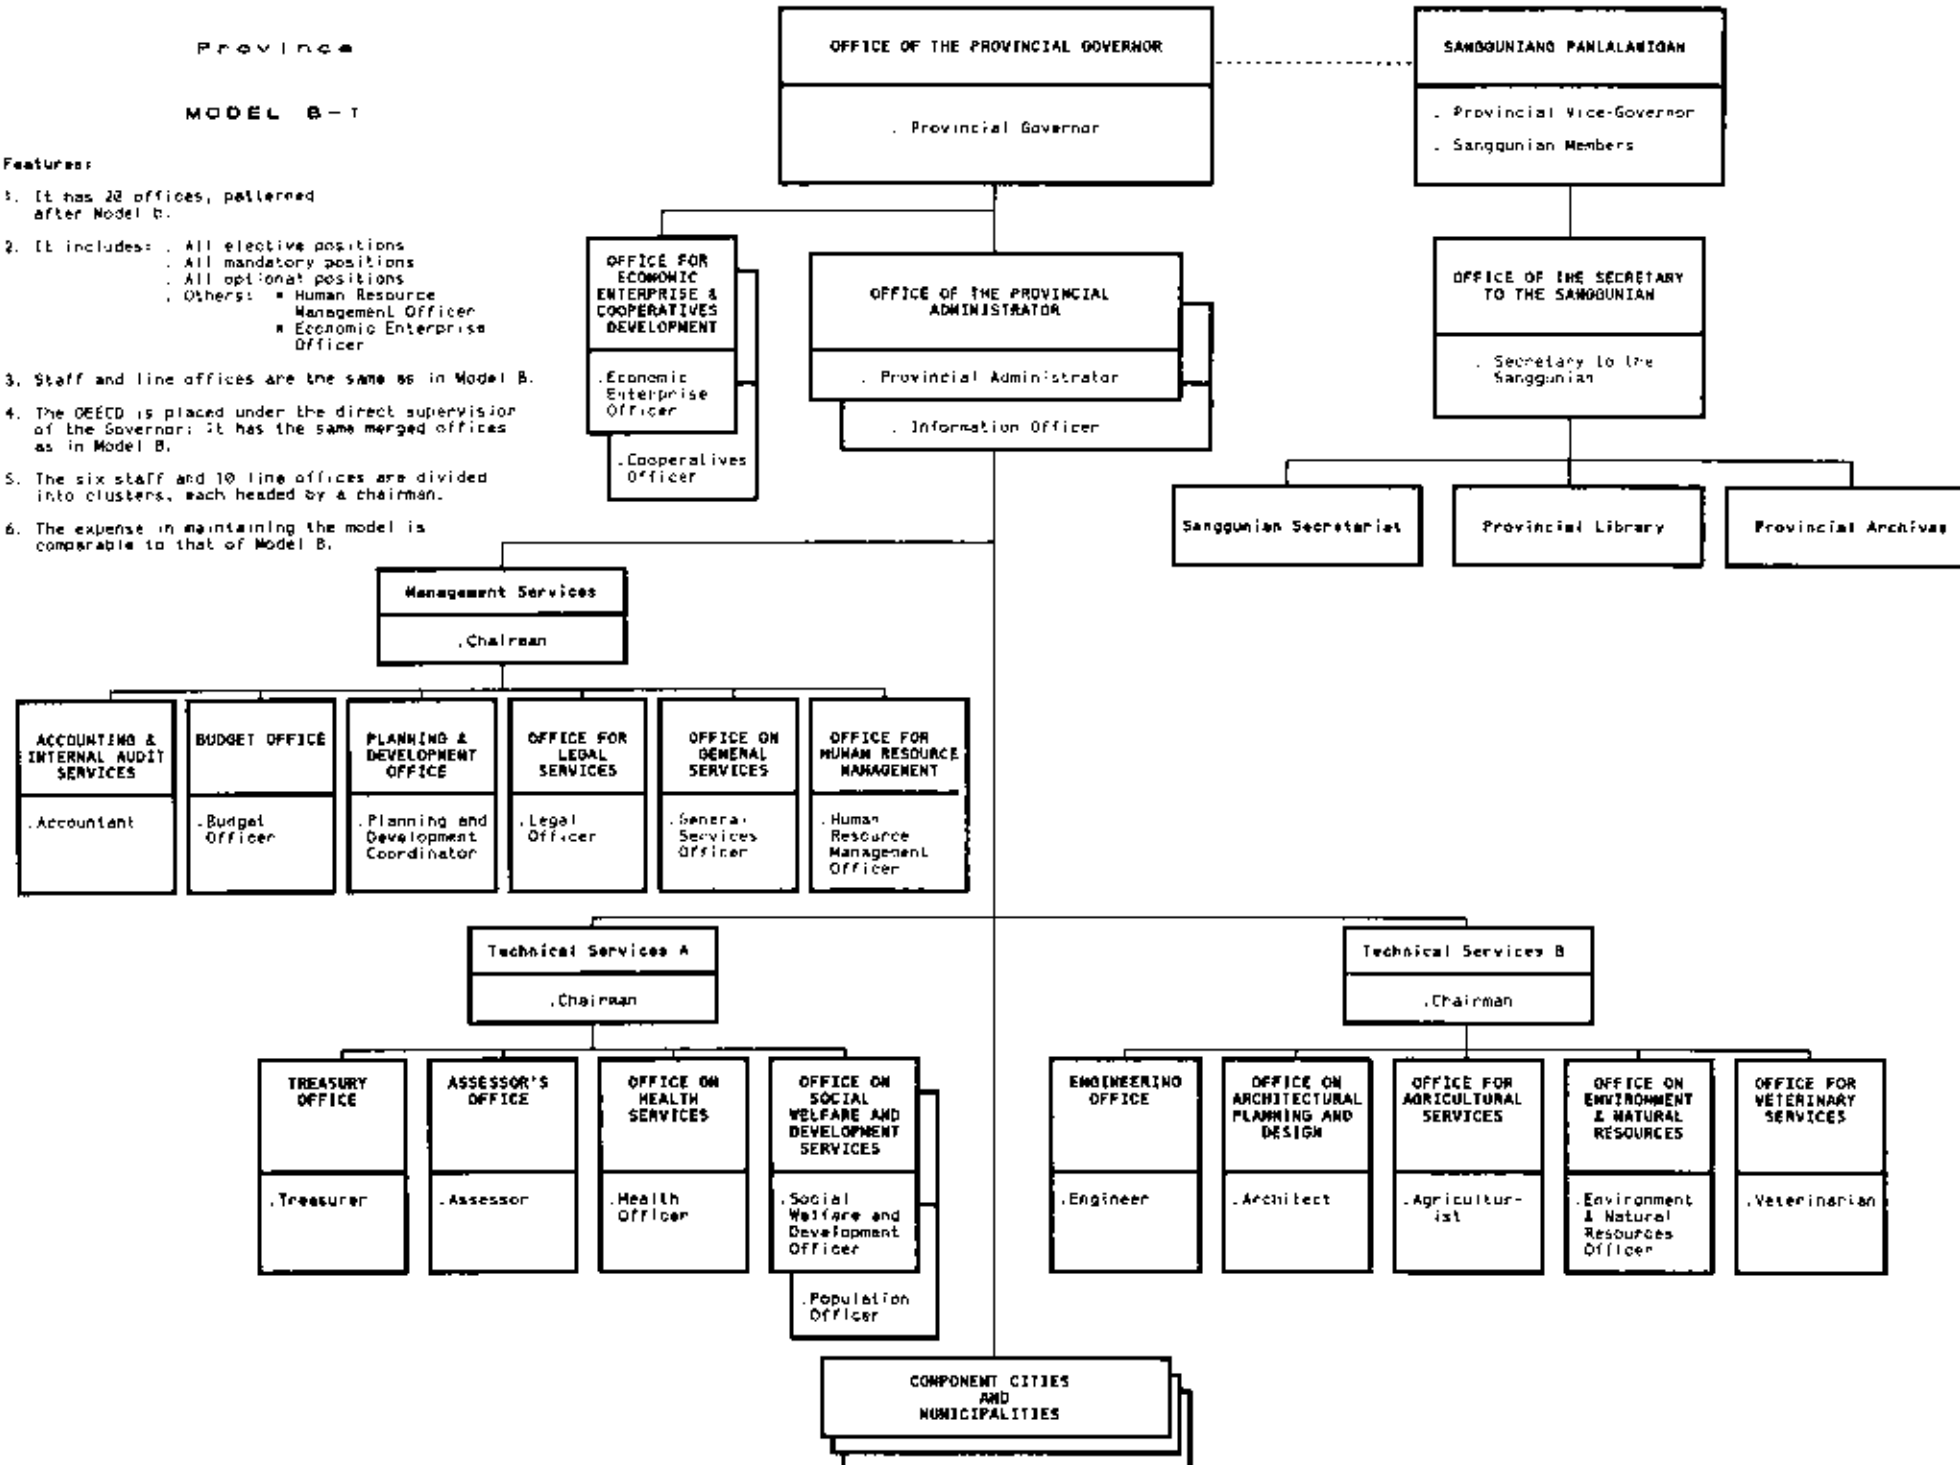 Province
MODEL B-1
Features:
1. It has 20 offices, patterned
after Model b.
2. It includes: . All elective positions
. All mandatory positions
. All optional positions
. Others: * Human Resource
Management Officer
* Economic Enterprise
Officer
3. Staff and line offices are the same as in Model B.
4. The OEECD is placed under the direct supervision
of the Governor; it has the same merged offices
as in Model B.
5. The six staff and 10 line offices are divided
into clusters, each headed by a chairman.
6. The expense in maintaining the model is
comparable to that of Model B.
OFFICE OF THE PROVINCIAL GOVERNOR
. Provincial Governor
SANGGUNIANG PANLALAWIGAN
. Provincial Vice-Governor
. Sanggunian Members
OFFICE FOR
ECONOMIC
ENTERPRISE &
COOPERATIVES
DEVELOPMENT
.Economic
Enterprise
Officer
.Cooperatives
Officer
OFFICE OF THE PROVINCIAL
ADMINISTRATOR
. Provincial Administrator
. Information Officer
OFFICE OF THE SECRETARY
TO THE SANGGUNIAN
. Secretary to the
Sanggunian
Sanggunian Secretariat
Provincial Library
Provincial Archives
Management Services
.Chairman
ACCOUNTING &
INTERNAL AUDIT
SERVICES
.Accountant
BUDGET OFFICE
.Budget
Officer
PLANNING &
DEVELOPMENT
OFFICE
.Planning and
Development
Coordinator
OFFICE FOR
LEGAL
SERVICES
.Legal
Officer
OFFICE ON
GENERAL
SERVICES
.General
Services
Officer
OFFICE FOR
HUMAN RESOURCE
MANAGEMENT
.Human
Resource
Management
Officer
Technical Services A
.Chairman
TREASURY
OFFICE
.Treasurer
ASSESSOR'S
OFFICE
.Assessor
OFFICE ON
HEALTH
SERVICES
.Health
Officer
OFFICE ON
SOCIAL
WELFARE AND
DEVELOPMENT
SERVICES
.Social
Welfare and
Development
Officer
.Population
Officer
Technical Services B
.Chairman
ENGINEERING
OFFICE
.Engineer
OFFICE ON
ARCHITECTURAL
PLANNING AND
DESIGN
.Architect
OFFICE FOR
AGRICULTURAL
SERVICES
.Agricultur-
ist
OFFICE ON
ENVIRONMENT
& NATURAL
RESOURCES
.Environment
& Natural
Resources
Officer
OFFICE FOR
VETERINARY
SERVICES
.Veterinarian
COMPONENT CITIES
AND
MUNICIPALITIES